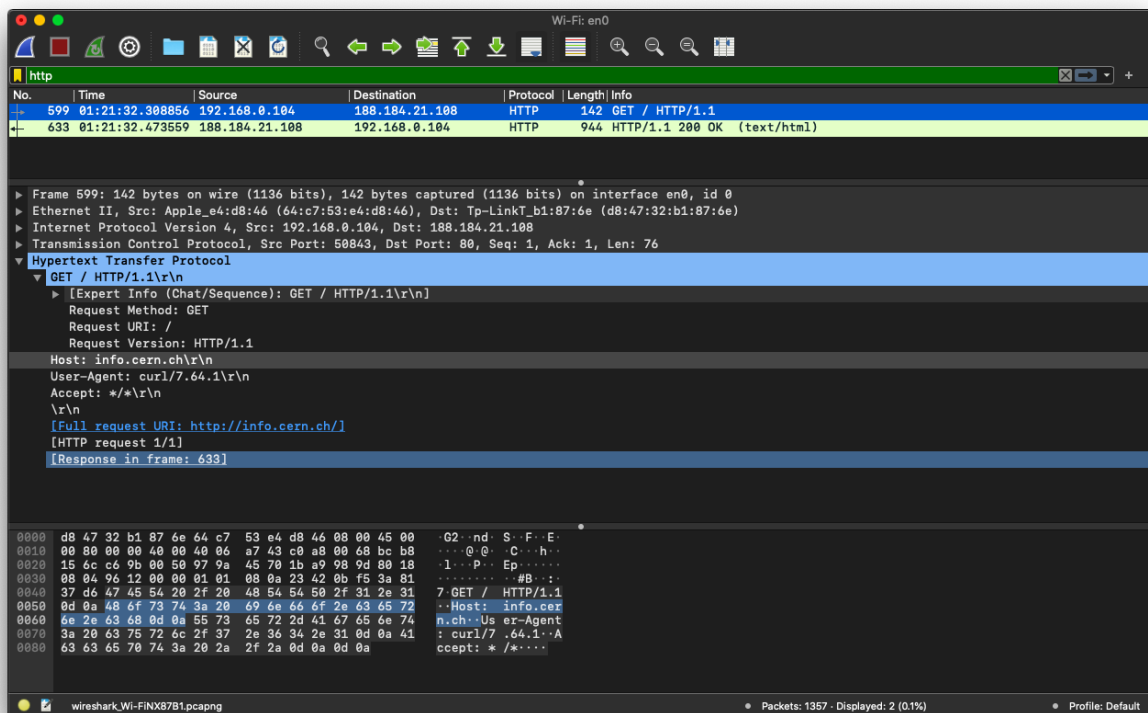 Wi-Fi: en0
http
No. Time Source Destination Protocol Length Info
599 01:21:32.308856 192.168.0.104 188.184.21.108 HTTP 142 GET / HTTP/1.1
633 01:21:32.473559 188.184.21.108 192.168.0.104 HTTP 944 HTTP/1.1 200 OK (text/html)
Frame 599: 142 bytes on wire (1136 bits), 142 bytes captured (1136 bits) on interface en0, id 0
Ethernet II, Src: Apple_e4:d8:46 (64:c7:53:e4:d8:46), Dst: Tp-LinkT_b1:87:6e (d8:47:32:b1:87:6e)
Internet Protocol Version 4, Src: 192.168.0.104, Dst: 188.184.21.108
Transmission Control Protocol, Src Port: 50843, Dst Port: 80, Seq: 1, Ack: 1, Len: 76
Hypertext Transfer Protocol
GET / HTTP/1.1\r\n
[Expert Info (Chat/Sequence): GET / HTTP/1.1\r\n]
Request Method: GET
Request URI: /
Request Version: HTTP/1.1
Host: info.cern.ch\r\n
User-Agent: curl/7.64.1\r\n
Accept: */*\r\n
\r\n
[Full request URI: http://info.cern.ch/]
[HTTP request 1/1]
[Response in frame: 633]
0000 d8 47 32 b1 87 6e 64 c7 53 e4 d8 46 08 00 45 00 ·G2··nd· S··F··E·
0010 00 80 00 00 40 00 40 06 a7 43 c0 a8 00 68 bc b8 ····@·@· ·C···h··
0020 15 6c c6 9b 00 50 97 9a 45 70 1b a9 98 9d 80 18 ·l···P·· Ep······
0030 08 04 96 12 00 00 01 01 08 0a 23 42 0b f5 3a 81 ········ ··#B··:·
0040 37 d6 47 45 54 20 2f 20 48 54 54 50 2f 31 2e 31 7·GET / HTTP/1.1
0050 0d 0a 48 6f 73 74 3a 20 69 6e 66 6f 2e 63 65 72 ··Host: info.cer
0060 6e 2e 63 68 0d 0a 55 73 65 72 2d 41 67 65 6e 74 n.ch··Us er-Agent
0070 3a 20 63 75 72 6c 2f 37 2e 36 34 2e 31 0d 0a 41 : curl/7 .64.1··A
0080 63 63 65 70 74 3a 20 2a 2f 2a 0d 0a 0d 0a ccept: * /*····
wireshark_Wi-FiNX87B1.pcapng Packets: 1357 · Displayed: 2 (0.1%) Profile: Default